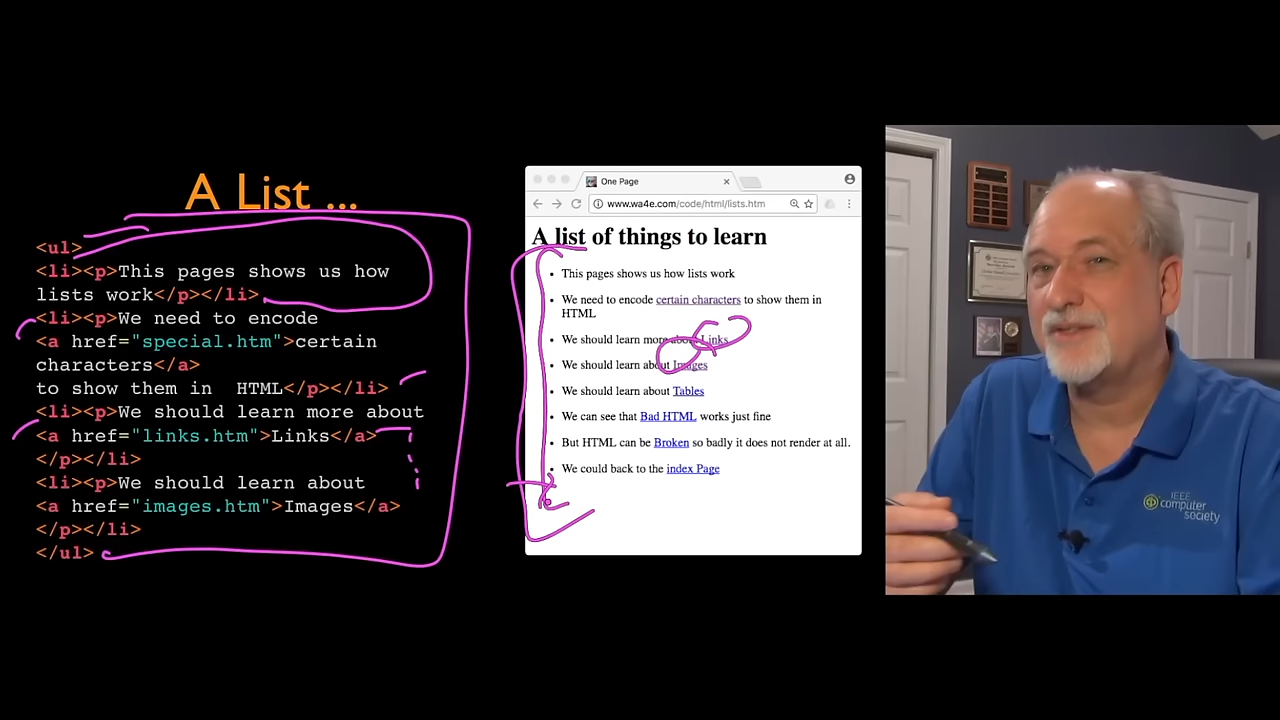 A List ...
<ul>
<li><p>This pages shows us how
lists work</p></li>
<li><p>We need to encode
<a href="special.htm">certain
characters</a>
to show them in  HTML</p></li>
<li><p>We should learn more about
<a href="links.htm">Links</a>
</p></li>
<li><p>We should learn about
<a href="images.htm">Images</a>
</p></li>
</ul>
One Page
www.wa4e.com/code/html/lists.htm
A list of things to learn
• This pages shows us how lists work
• We need to encode certain characters to show them in
HTML
• We should learn more about Links
• We should learn about Images
• We should learn about Tables
• We can see that Bad HTML works just fine
• But HTML can be Broken so badly it does not render at all.
• We could back to the index Page
IEEE
computer
society